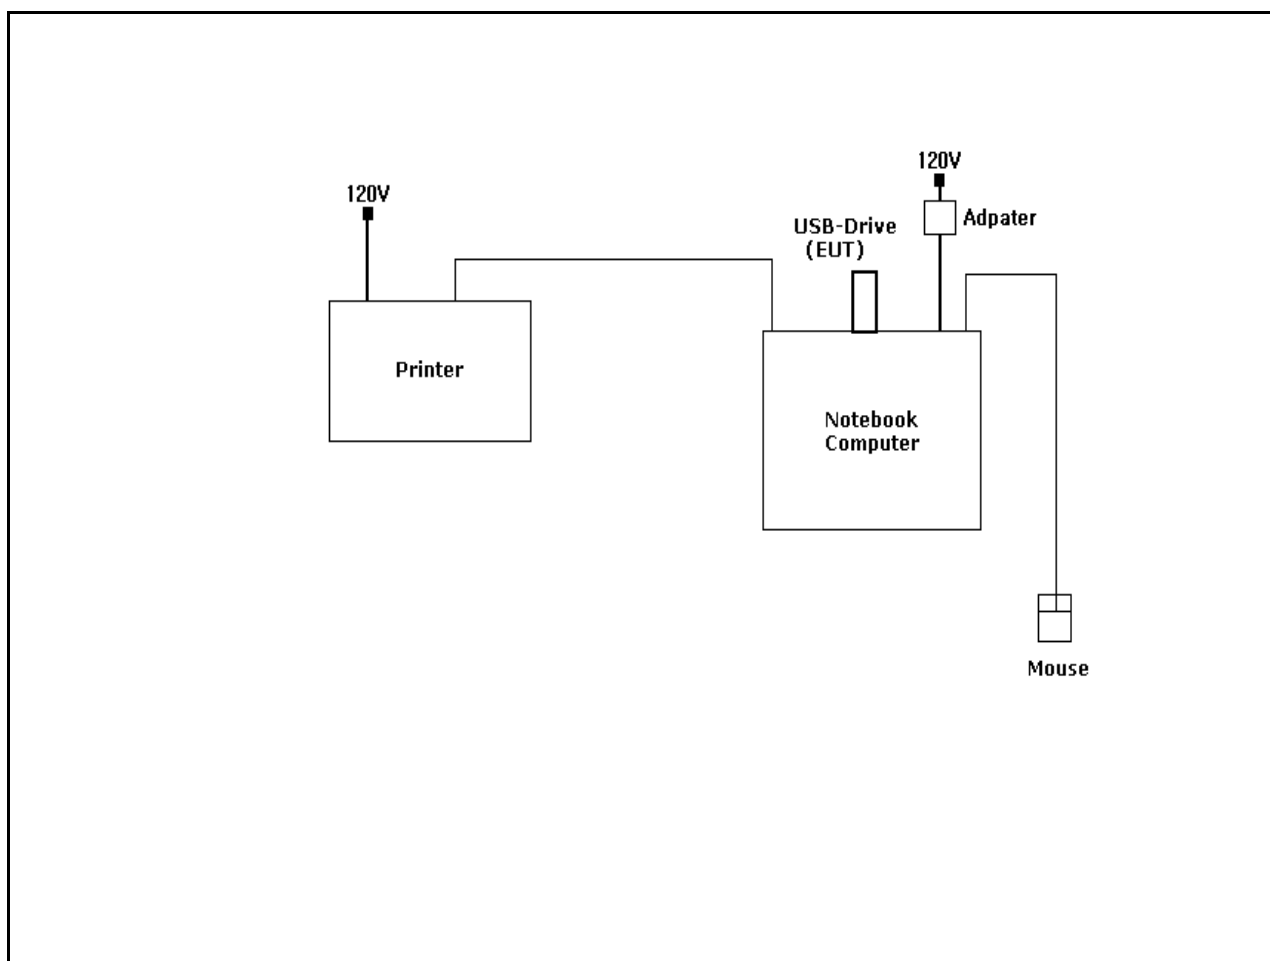 120V
120V
Adpater
USB-Drive
(EUT)
Printer
Notebook
Computer
Mouse